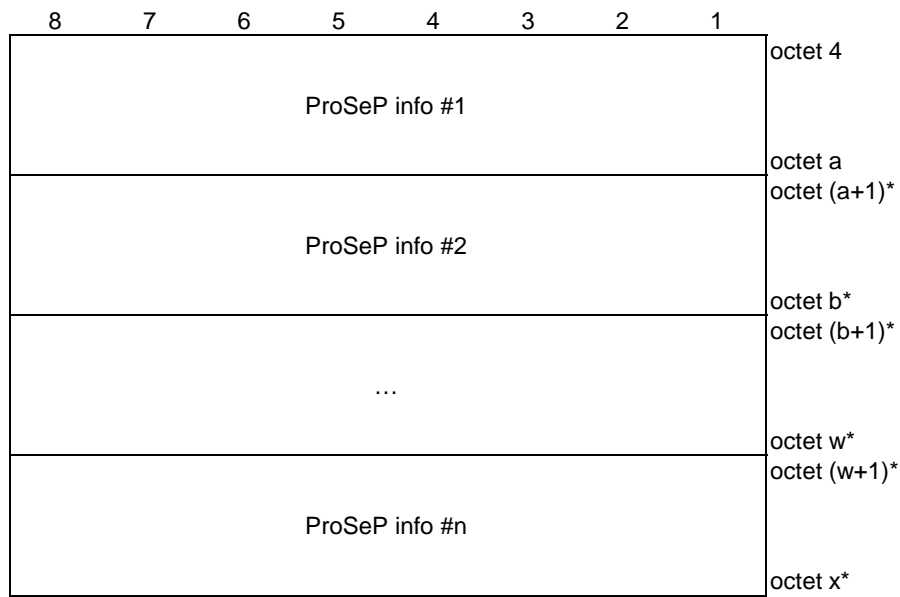 8 7 6 5 4 3 2 1
octet 4
ProSeP info #1
octet a
octet (a+1)*
ProSeP info #2
octet b*
octet (b+1)*
…
octet w*
octet (w+1)*
ProSeP info #n
octet x*